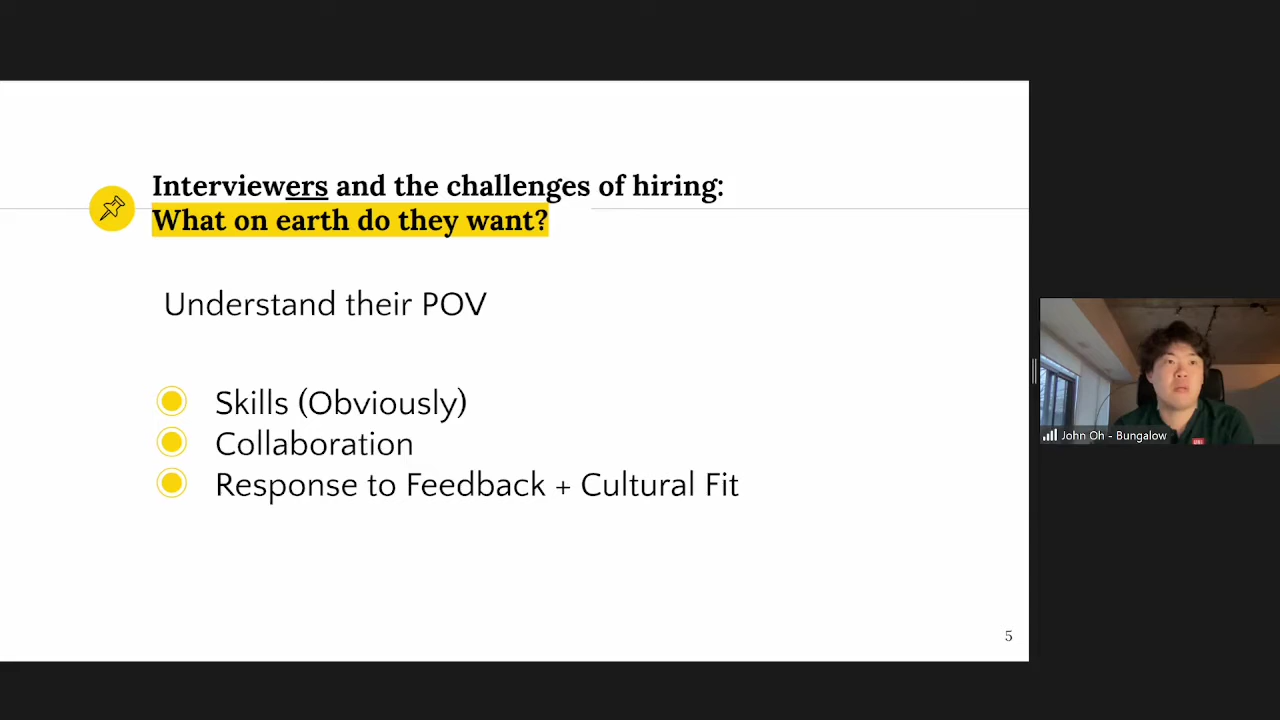 Interviewers and the challenges of hiring:
What on earth do they want?
Understand their POV
Skills (Obviously)
Collaboration
Response to Feedback + Cultural Fit
5
John Oh - Bungalow